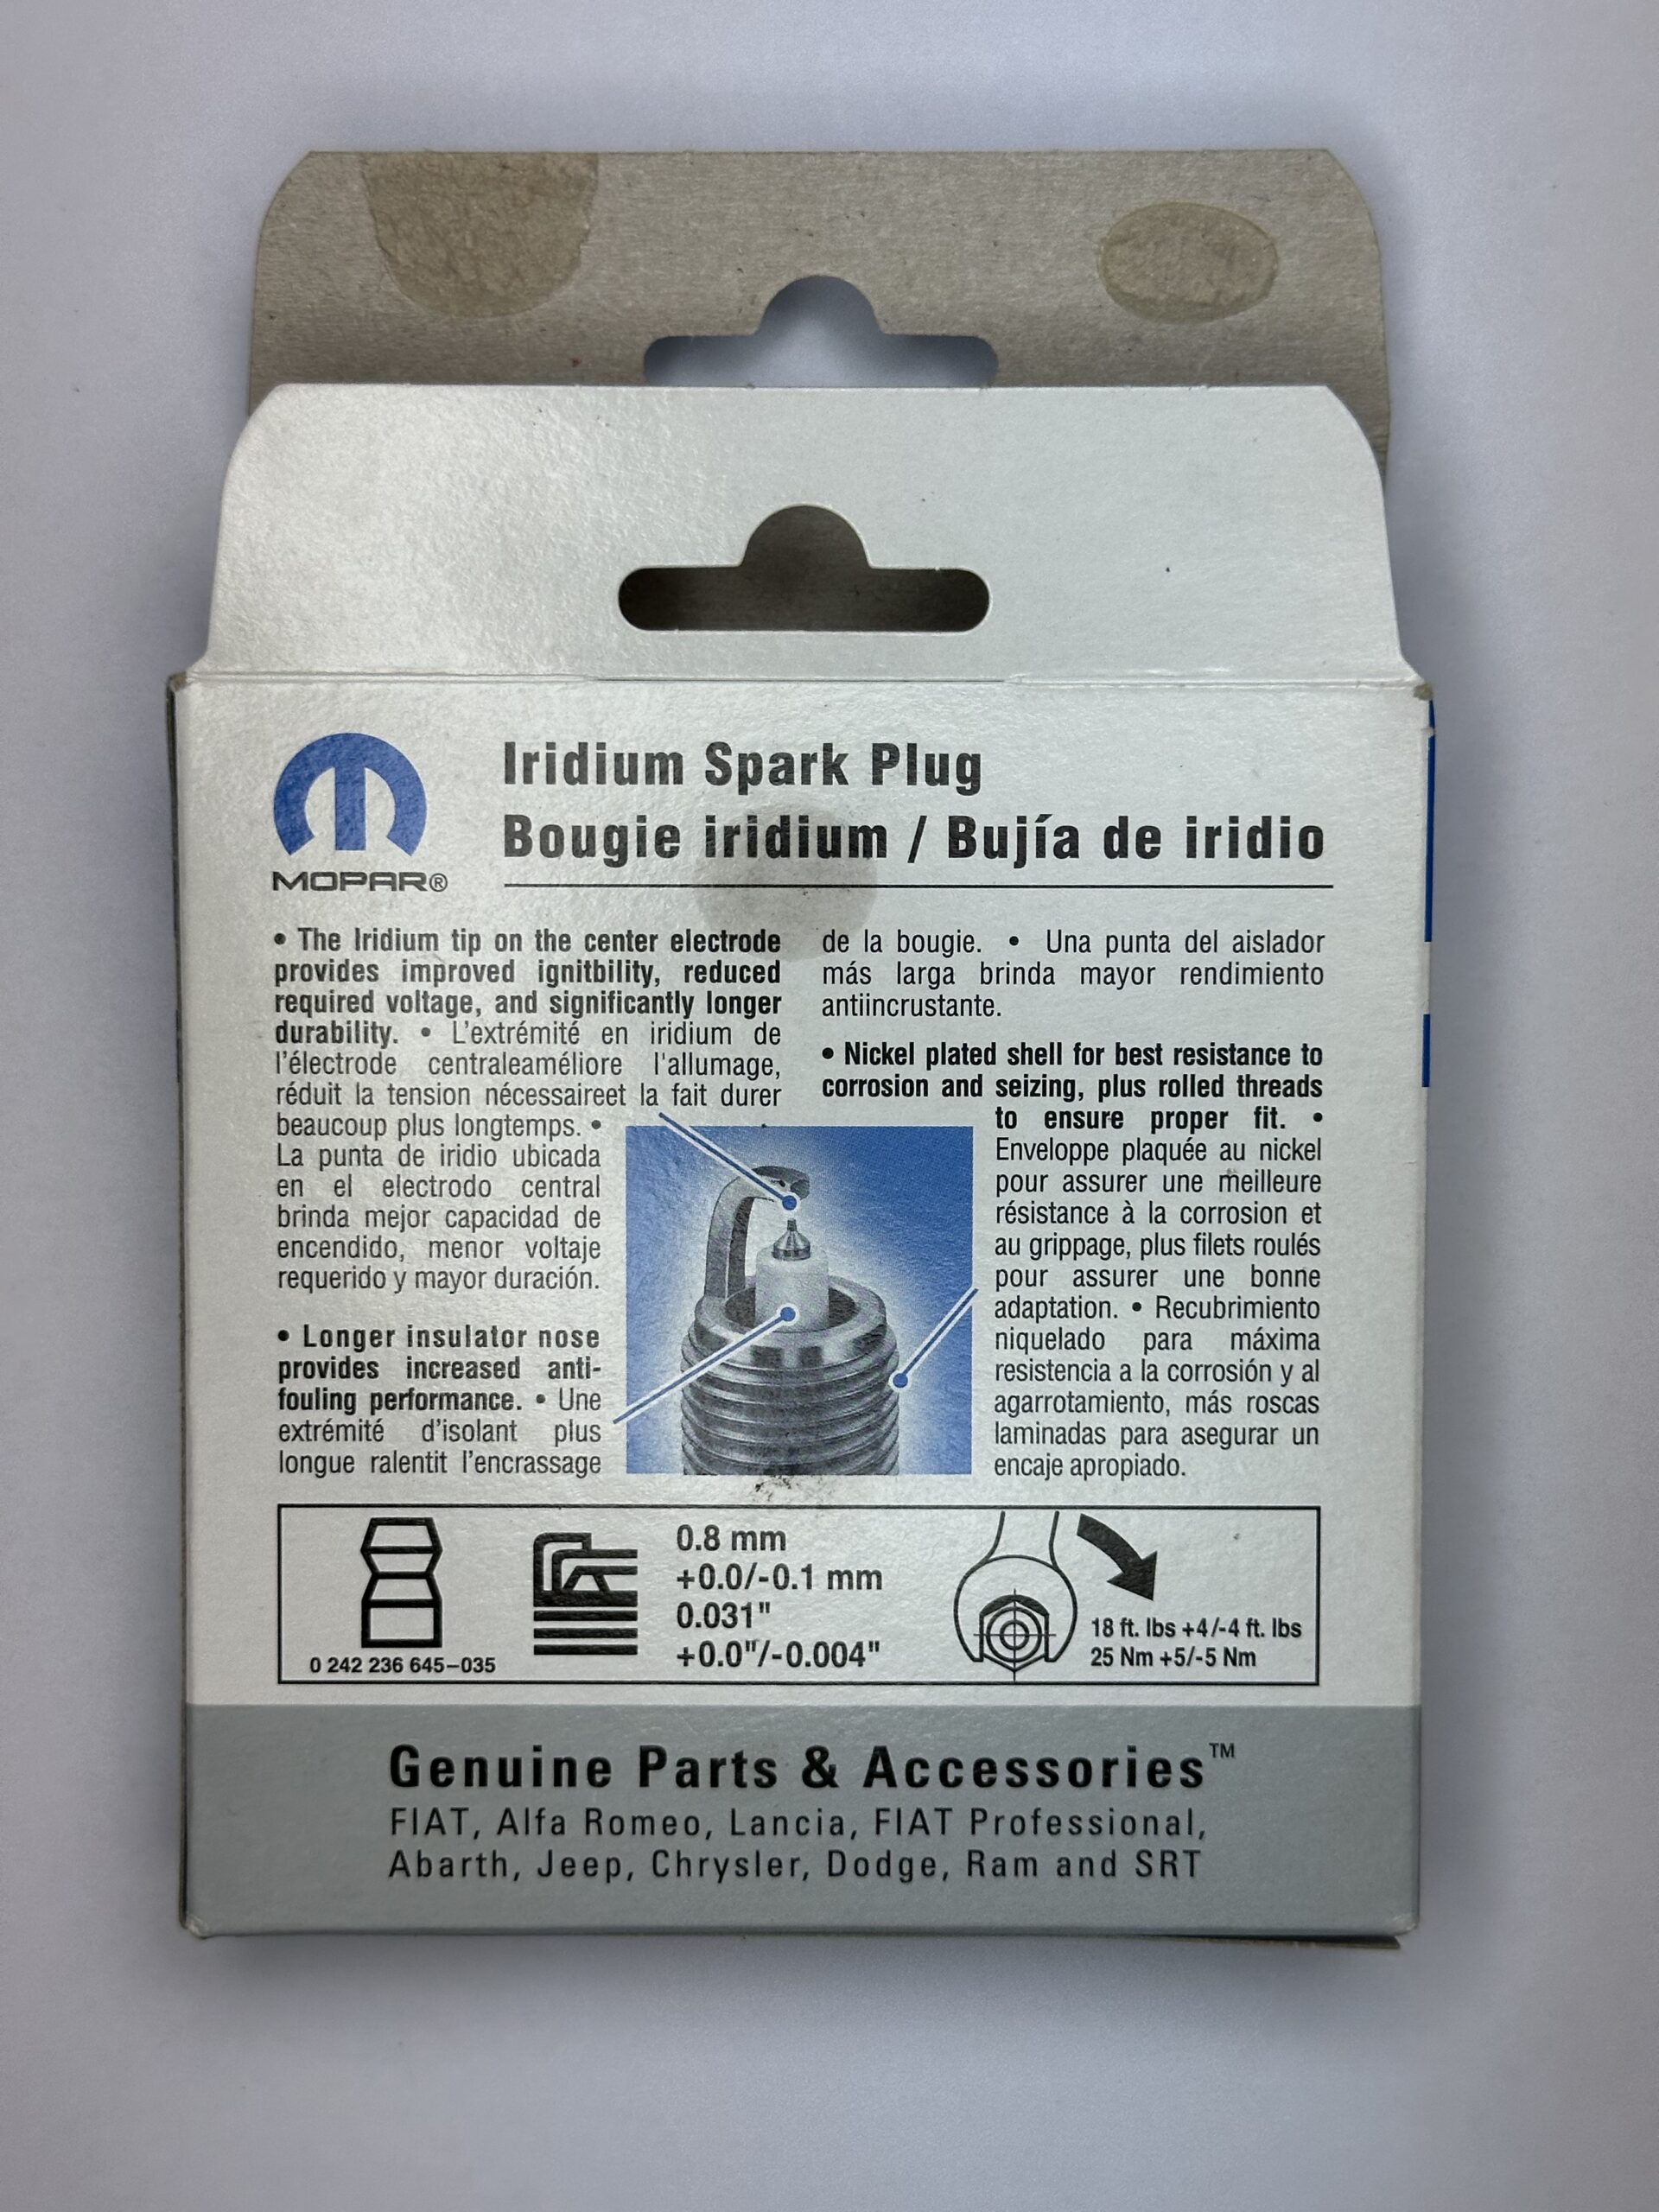 MOPAR®
Iridium Spark Plug
Bougie iridium / Bujía de iridio
• The Iridium tip on the center electrode
provides improved ignitbility, reduced
required voltage, and significantly longer
durability. • L'extrémité en iridium de
l'électrode centraleaméliore l'allumage,
réduit la tension nécessaireet la fait durer
beaucoup plus longtemps. •
La punta de iridio ubicada
en el electrodo central
brinda mejor capacidad de
encendido, menor voltaje
requerido y mayor duración.
• Longer insulator nose
provides increased anti-
fouling performance. • Une
extrémité d'isolant plus
longue ralentit l'encrassage
de la bougie. • Una punta del aislador
más larga brinda mayor rendimiento
antiincrustante.
• Nickel plated shell for best resistance to
corrosion and seizing, plus rolled threads
to ensure proper fit. •
Enveloppe plaquée au nickel
pour assurer une meilleure
résistance à la corrosion et
au grippage, plus filets roulés
pour assurer une bonne
adaptation. • Recubrimiento
niquelado para máxima
resistencia a la corrosión y al
agarrotamiento, más roscas
laminadas para asegurar un
encaje apropiado.
0 242 236 645–035
0.8 mm
+0.0/-0.1 mm
0.031"
+0.0"/-0.004"
18 ft. lbs +4/-4 ft. lbs
25 Nm +5/-5 Nm
Genuine Parts & Accessories™
FIAT, Alfa Romeo, Lancia, FIAT Professional,
Abarth, Jeep, Chrysler, Dodge, Ram and SRT